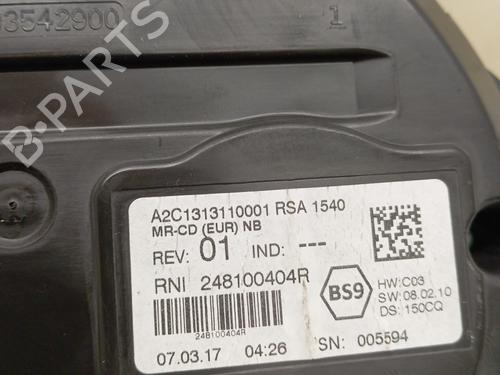 3542900
1
B-PARTS
A2C1313110001 RSA 1540
MR-CD (EUR) NB
REV: 01 IND: ---
RNI 248100404R
BS9
HW:C03
SW:08.02.10
DS:150CQ
248100404R
07.03.17 04:26 SN: 005594